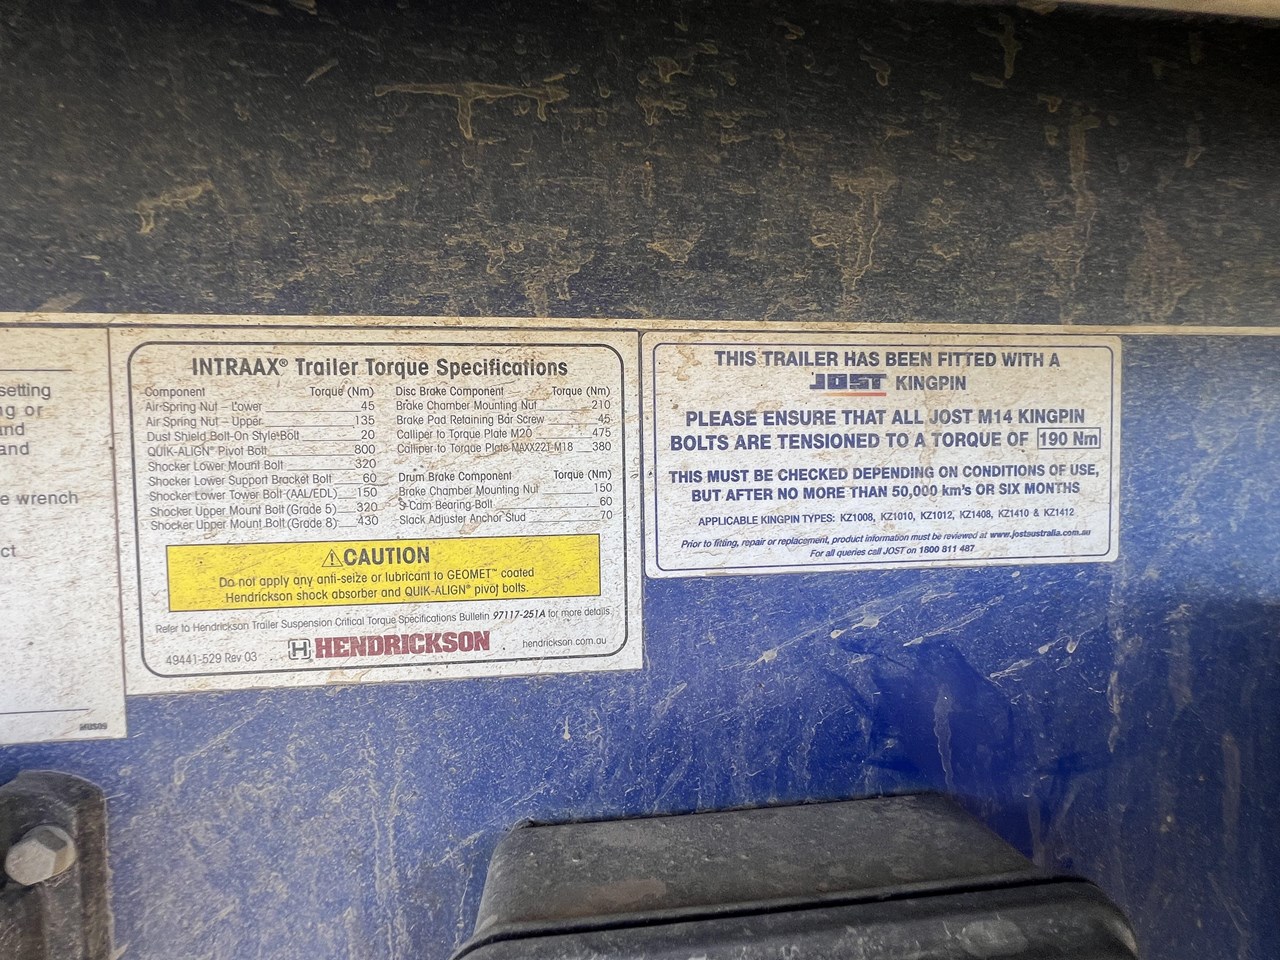 setting
ng or
and
and
e wrench
ct
INTRAAX® Trailer Torque Specifications
Component Torque (Nm)
Air Spring Nut – Lower 45
Air Spring Nut – Upper 135
Dust Shield Bolt-On Style Bolt 20
QUIK-ALIGN® Pivot Bolt 800
Shocker Lower Mount Bolt 320
Shocker Lower Support Bracket Bolt 60
Shocker Lower Tower Bolt (AAL/EDL) 150
Shocker Upper Mount Bolt (Grade 5) 320
Shocker Upper Mount Bolt (Grade 8) 430
Disc Brake Component Torque (Nm)
Brake Chamber Mounting Nut 210
Brake Pad Retaining Bar Screw 45
Calliper to Torque Plate M20 475
Calliper to Torque Plate MAXX22T M18 380
Drum Brake Component Torque (Nm)
Brake Chamber Mounting Nut 150
S-Cam Bearing Bolt 60
Slack Adjuster Anchor Stud 70
⚠CAUTION
Do not apply any anti-seize or lubricant to GEOMET™ coated
Hendrickson shock absorber and QUIK-ALIGN® pivot bolts.
Refer to Hendrickson Trailer Suspension Critical Torque Specifications Bulletin 97117-251A for more details.
49441-529 Rev 03 H HENDRICKSON hendrickson.com.au
THIS TRAILER HAS BEEN FITTED WITH A
JOST KINGPIN
PLEASE ENSURE THAT ALL JOST M14 KINGPIN
BOLTS ARE TENSIONED TO A TORQUE OF 190 Nm
THIS MUST BE CHECKED DEPENDING ON CONDITIONS OF USE,
BUT AFTER NO MORE THAN 50,000 km's OR SIX MONTHS
APPLICABLE KINGPIN TYPES: KZ1008, KZ1010, KZ1012, KZ1408, KZ1410 & KZ1412
Prior to fitting, repair or replacement, product information must be reviewed at www.jostaustralia.com.au
For all queries call JOST on 1800 811 487